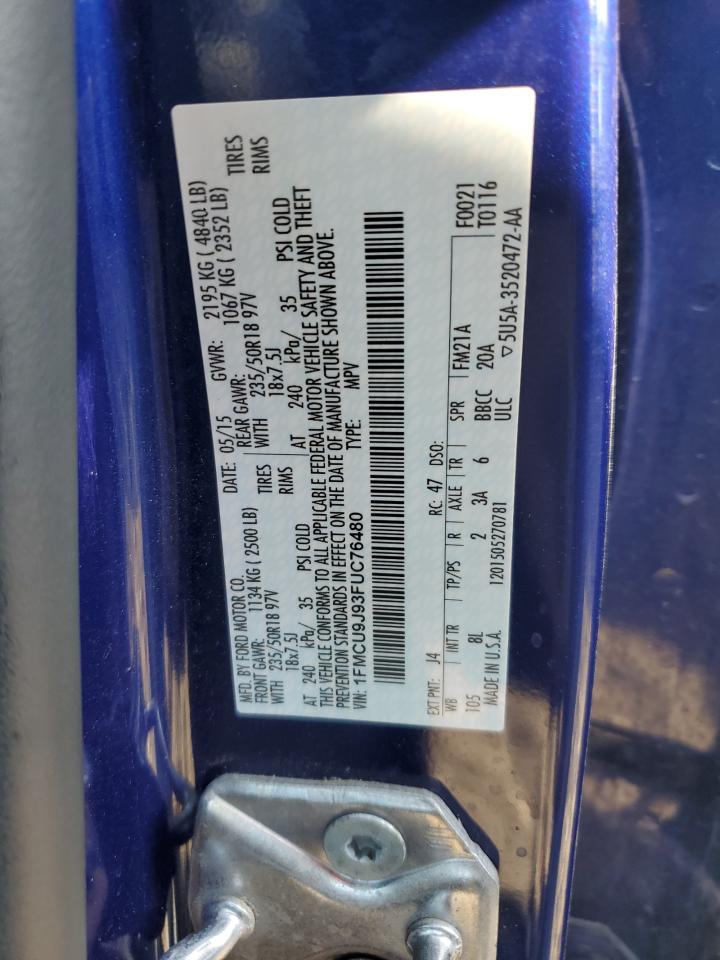 MFD. BY FORD MOTOR CO.
DATE: 05/15 GVWR: 2195 KG ( 4840 LB)
FRONT GAWR: 1134 KG ( 2500 LB)
REAR GAWR: 1067 KG ( 2352 LB)
WITH 235/50R18 97V TIRES
WITH 235/50R18 97V TIRES
18x7.5J RIMS
18x7.5J RIMS
AT 240 kPa/ 35 PSI COLD
AT 240 kPa/ 35 PSI COLD
THIS VEHICLE CONFORMS TO ALL APPLICABLE FEDERAL MOTOR VEHICLE SAFETY AND THEFT
PREVENTION STANDARDS IN EFFECT ON THE DATE OF MANUFACTURE SHOWN ABOVE.
VIN: 1FMCU9J93FUC76480 TYPE: MPV
EXT PNT: J4 RC: 47 DSO: F0021
WB INT TR TP/PS R AXLE TR SPR FM21A T0116
105 8L 2 3A 6 BBCC 20A
ULC
MADE IN U.S.A. 1201505270781 ▽5U5A-3520472-AA